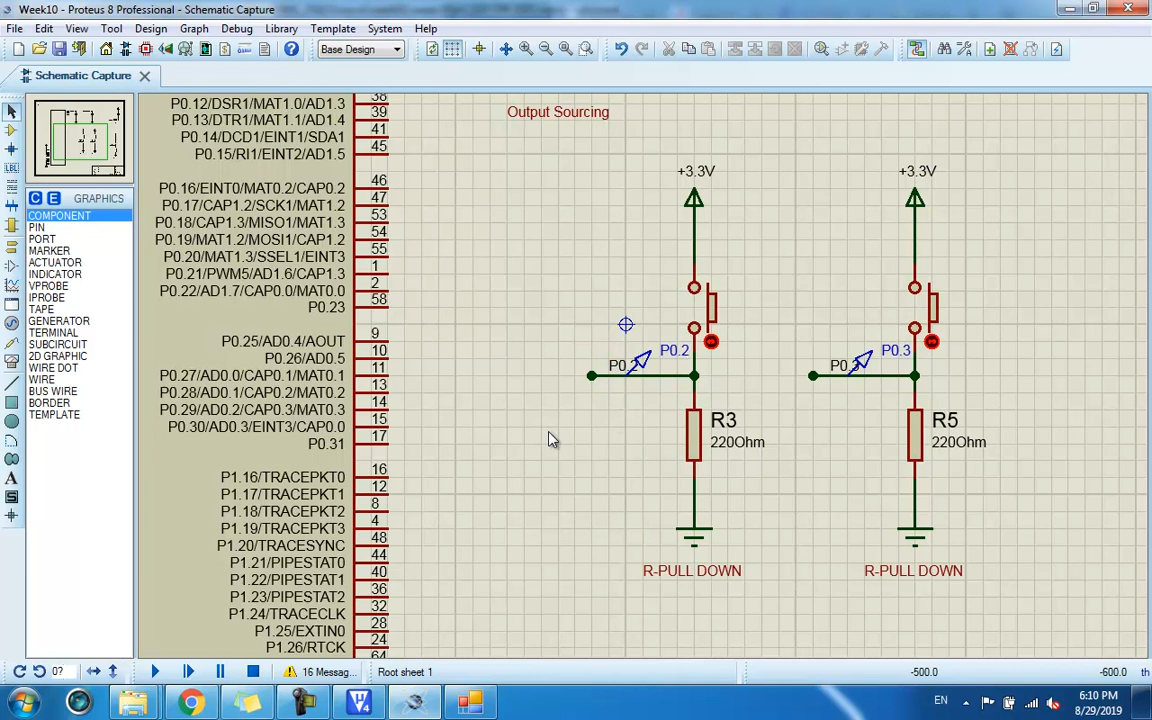 Week10 - Proteus 8 Professional - Schematic Capture
File Edit View Tool Design Graph Debug Library Template System Help
Base Design
Schematic Capture
GRAPHICS
COMPONENT
PIN
PORT
MARKER
ACTUATOR
INDICATOR
VPROBE
IPROBE
TAPE
GENERATOR
TERMINAL
SUBCIRCUIT
2D GRAPHIC
WIRE DOT
WIRE
BUS WIRE
BORDER
TEMPLATE
P0.12/DSR1/MAT1.0/AD1.3 38
P0.13/DTR1/MAT1.1/AD1.4 39
P0.14/DCD1/EINT1/SDA1 41
P0.15/RI1/EINT2/AD1.5 45
P0.16/EINT0/MAT0.2/CAP0.2 46
P0.17/CAP1.2/SCK1/MAT1.2 47
P0.18/CAP1.3/MISO1/MAT1.3 53
P0.19/MAT1.2/MOSI1/CAP1.2 54
P0.20/MAT1.3/SSEL1/EINT3 55
P0.21/PWM5/AD1.6/CAP1.3 1
P0.22/AD1.7/CAP0.0/MAT0.0 2
P0.23 58
P0.25/AD0.4/AOUT 9
P0.26/AD0.5 10
P0.27/AD0.0/CAP0.1/MAT0.1 11
P0.28/AD0.1/CAP0.2/MAT0.2 13
P0.29/AD0.2/CAP0.3/MAT0.3 14
P0.30/AD0.3/EINT3/CAP0.0 15
P0.31 17
P1.16/TRACEPKT0 16
P1.17/TRACEPKT1 12
P1.18/TRACEPKT2 8
P1.19/TRACEPKT3 4
P1.20/TRACESYNC 48
P1.21/PIPESTAT0 44
P1.22/PIPESTAT1 40
P1.23/PIPESTAT2 36
P1.24/TRACECLK 32
P1.25/EXTIN0 28
P1.26/RTCK 24
64
Output Sourcing
+3.3V +3.3V
P0.2 P0.3
P0.2 P0.3
R3 R5
220Ohm 220Ohm
R-PULL DOWN R-PULL DOWN
0? 16 Messag... Root sheet 1 -500.0 -600.0 th
EN 6:10 PM
8/29/2019